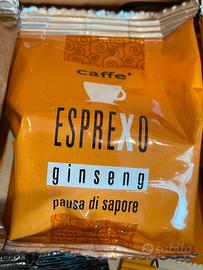 caffe'
ESPREXO
ginseng
pausa di sapore
subito